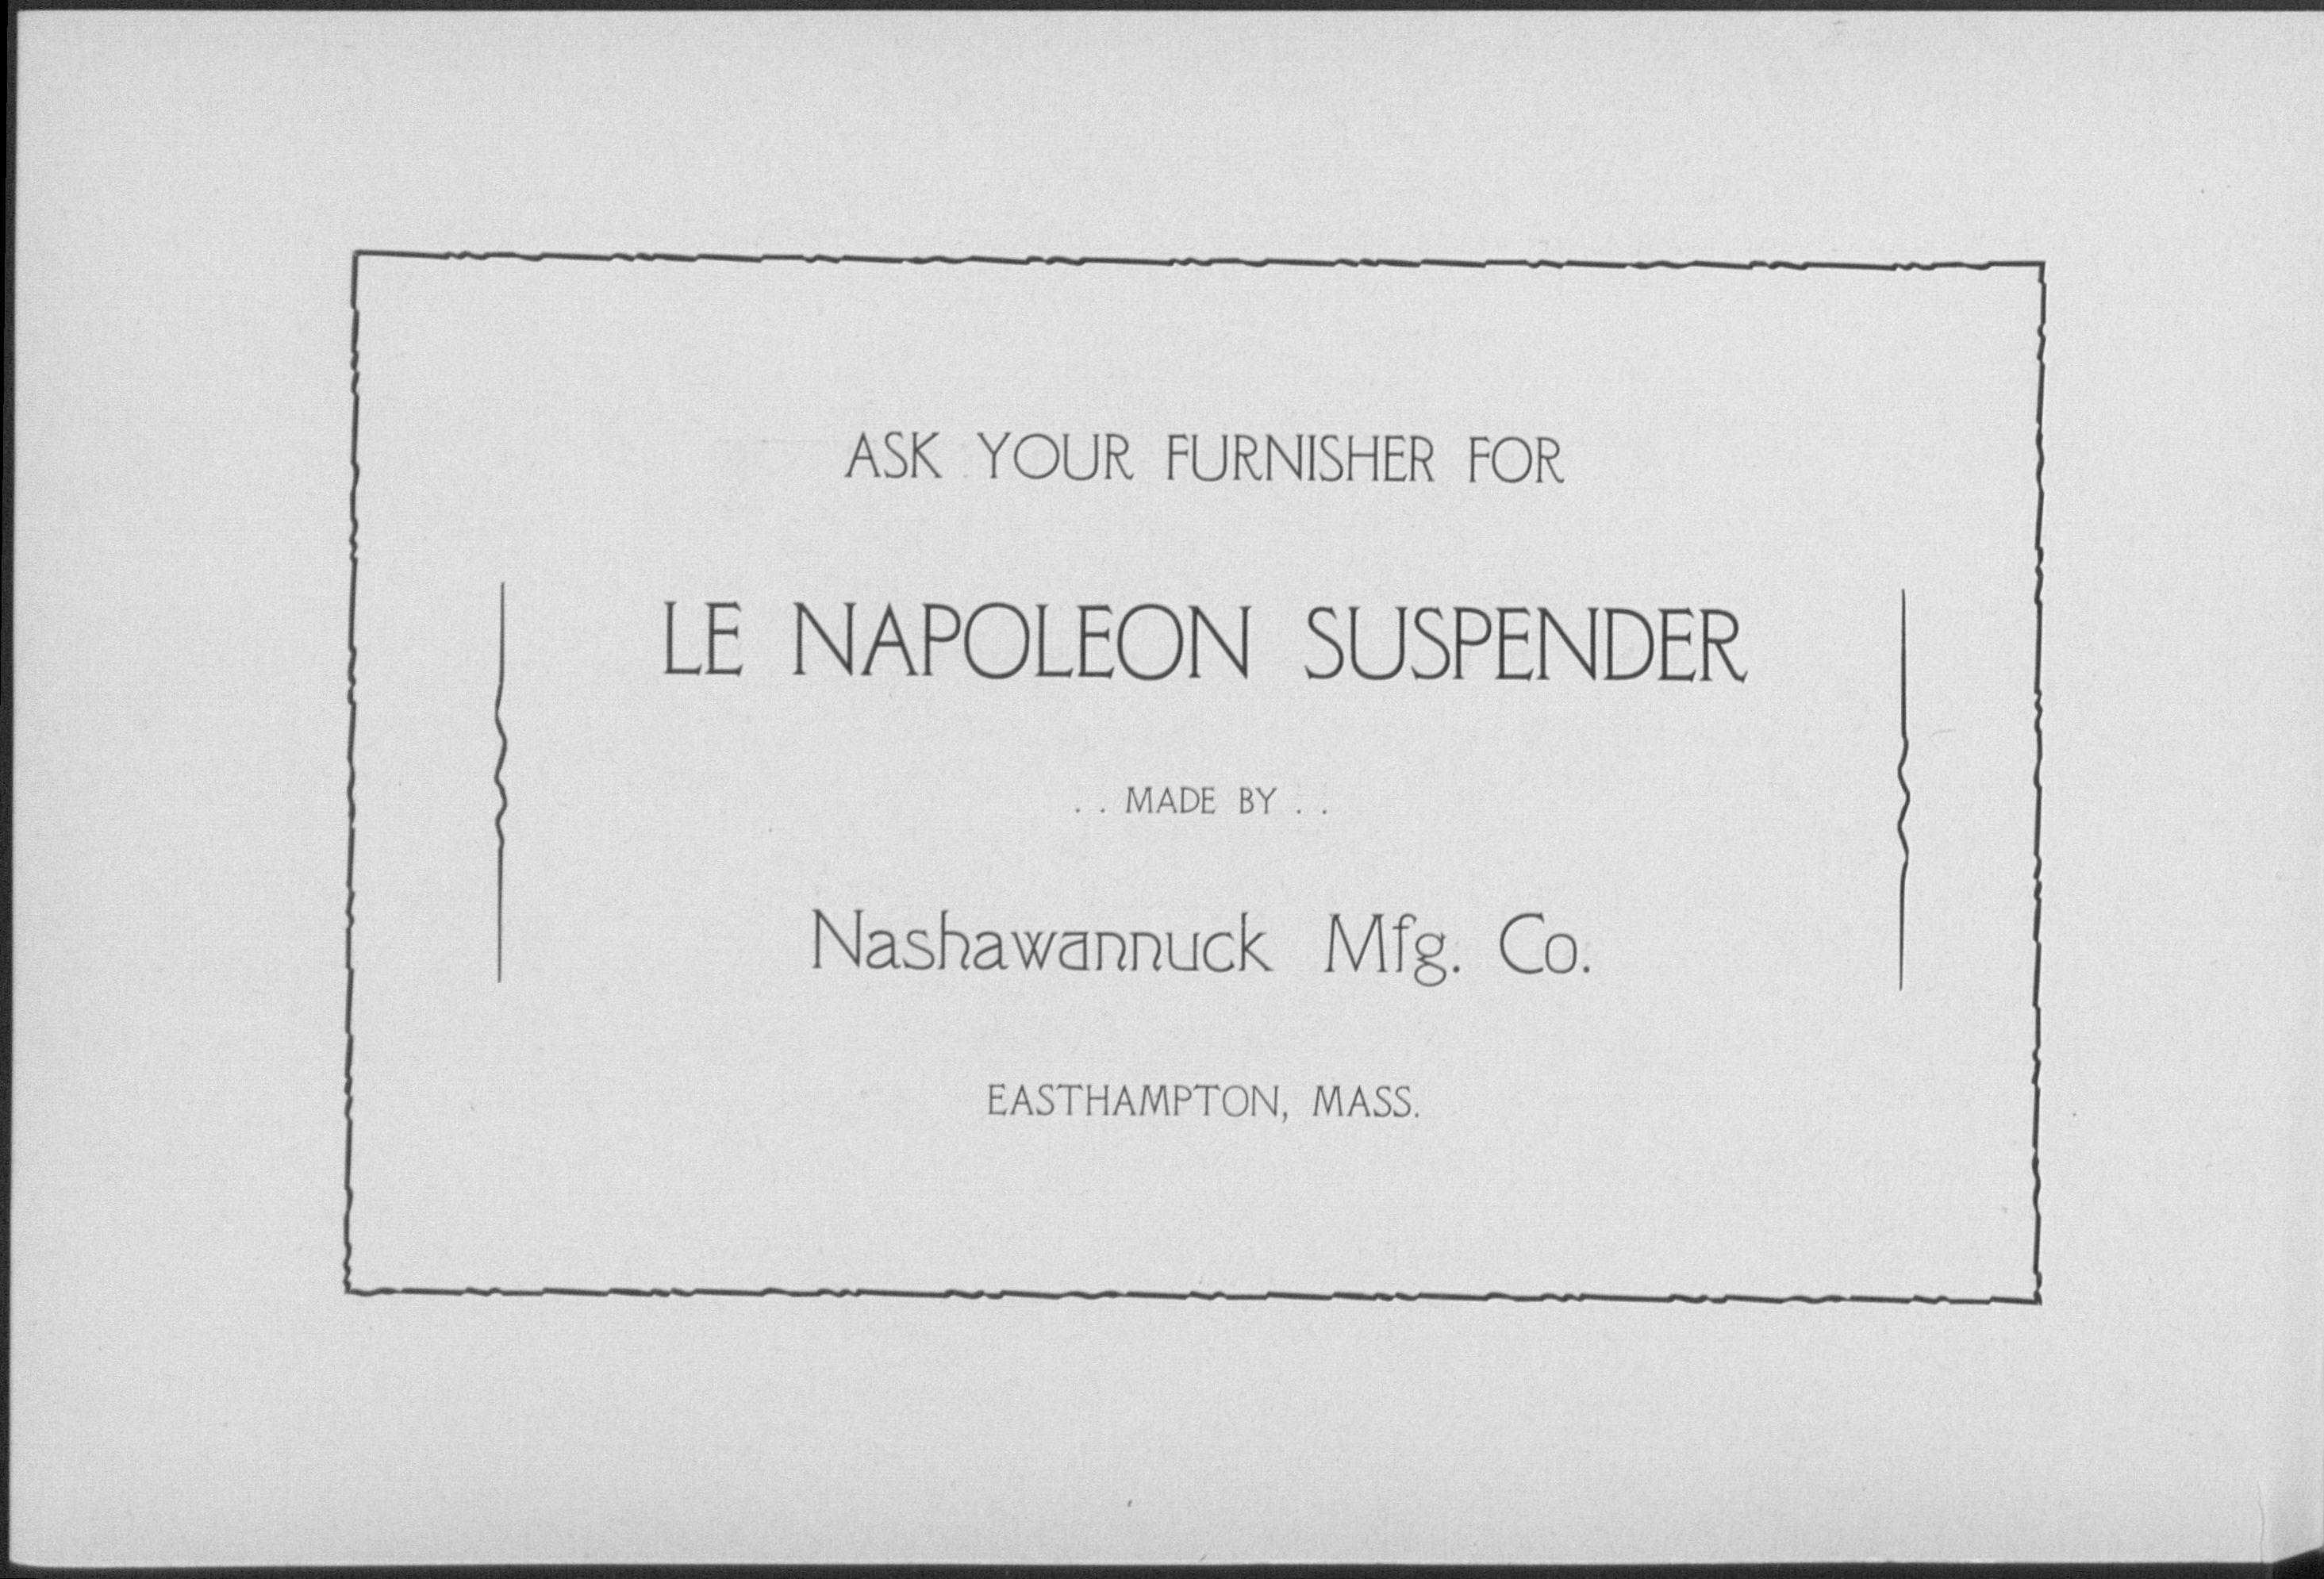 ASK YOUR FURNISHER FOR
LE NAPOLEON SUSPENDER
. . MADE BY . .
Nashawannuck Mfg. Co.
EASTHAMPTON, MASS.